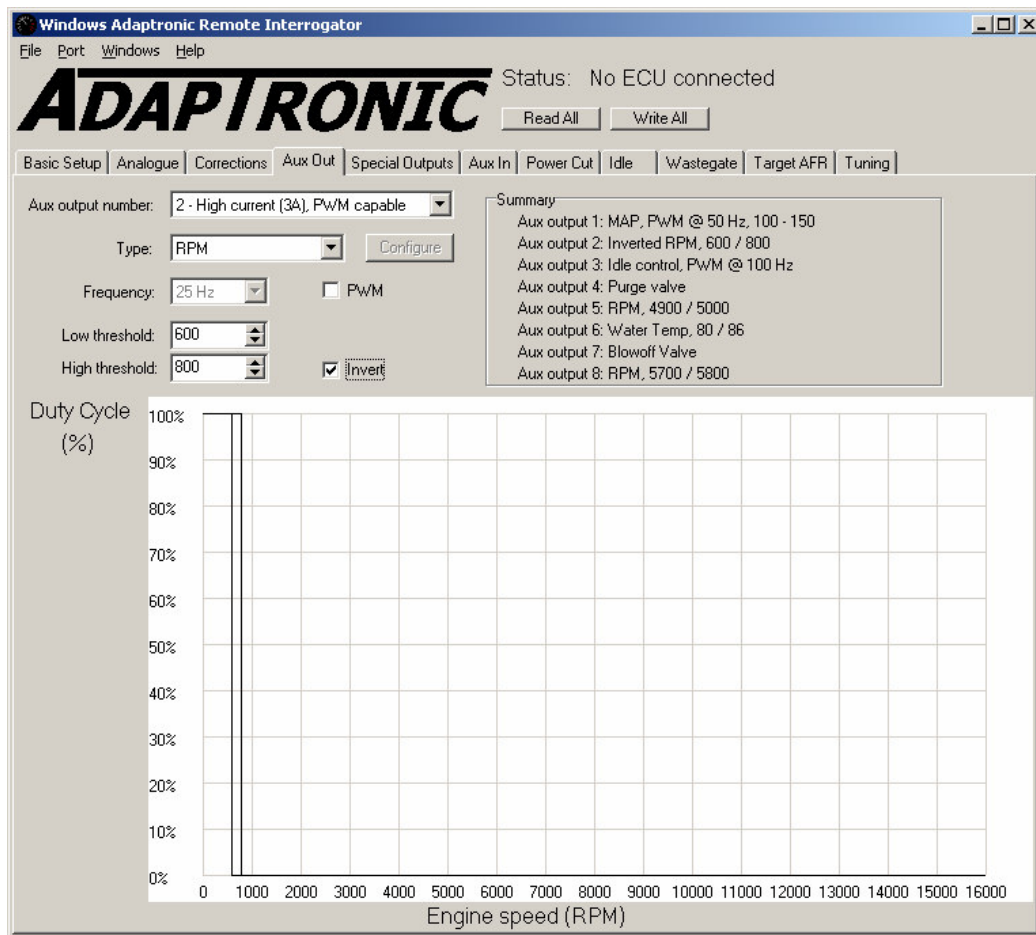 Windows Adaptronic Remote Interrogator
File Port Windows Help
ADAPTRONIC
Status: No ECU connected
Read All Write All
Basic Setup Analogue Corrections Aux Out Special Outputs Aux In Power Cut Idle Wastegate Target AFR Tuning
Aux output number: 2 - High current (3A), PWM capable
Type: RPM Configure
Frequency: 25 Hz PWM
Low threshold: 600
High threshold: 800 Invert
Summary
Aux output 1: MAP, PWM @ 50 Hz, 100 - 150
Aux output 2: Inverted RPM, 600 / 800
Aux output 3: Idle control, PWM @ 100 Hz
Aux output 4: Purge valve
Aux output 5: RPM, 4900 / 5000
Aux output 6: Water Temp, 80 / 86
Aux output 7: Blowoff Valve
Aux output 8: RPM, 5700 / 5800
Duty Cycle
(%)
100%
90%
80%
70%
60%
50%
40%
30%
20%
10%
0%
0 1000 2000 3000 4000 5000 6000 7000 8000 9000 10000 11000 12000 13000 14000 15000 16000
Engine speed (RPM)